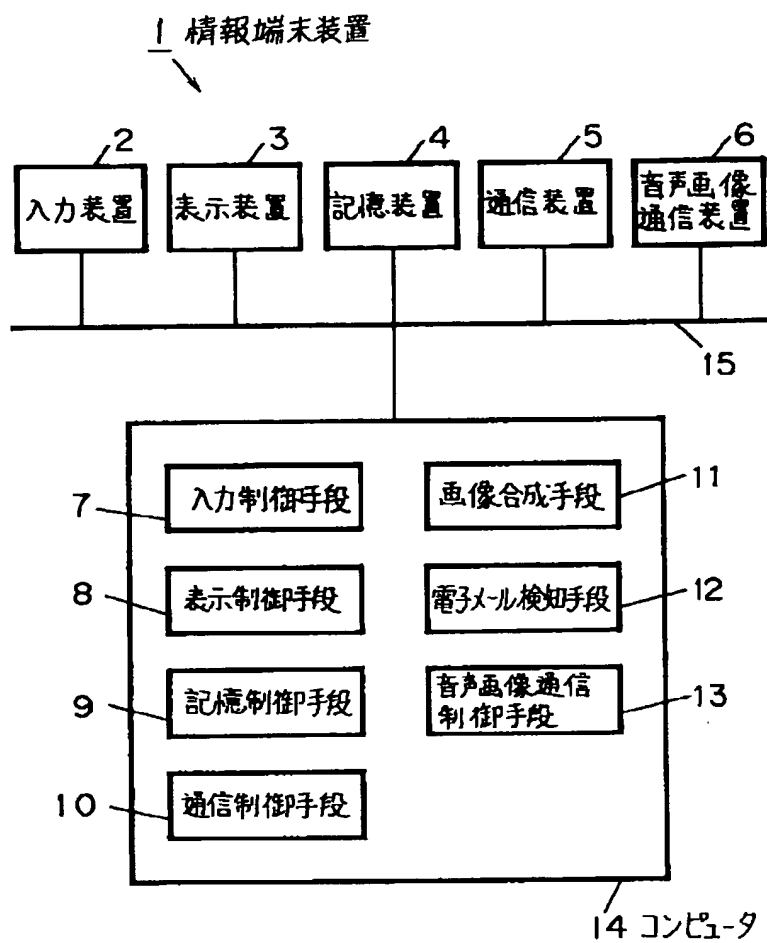 1 情報端末装置
2
3
4
5
6
入力装置
表示装置
記憶装置
通信装置
音声画像
通信装置
15
7
入力制御手段
画像合成手段
11
8
表示制御手段
電子メール検知手段
12
9
記憶制御手段
音声画像通信
制御手段
13
10
通信制御手段
14 コンピュータ